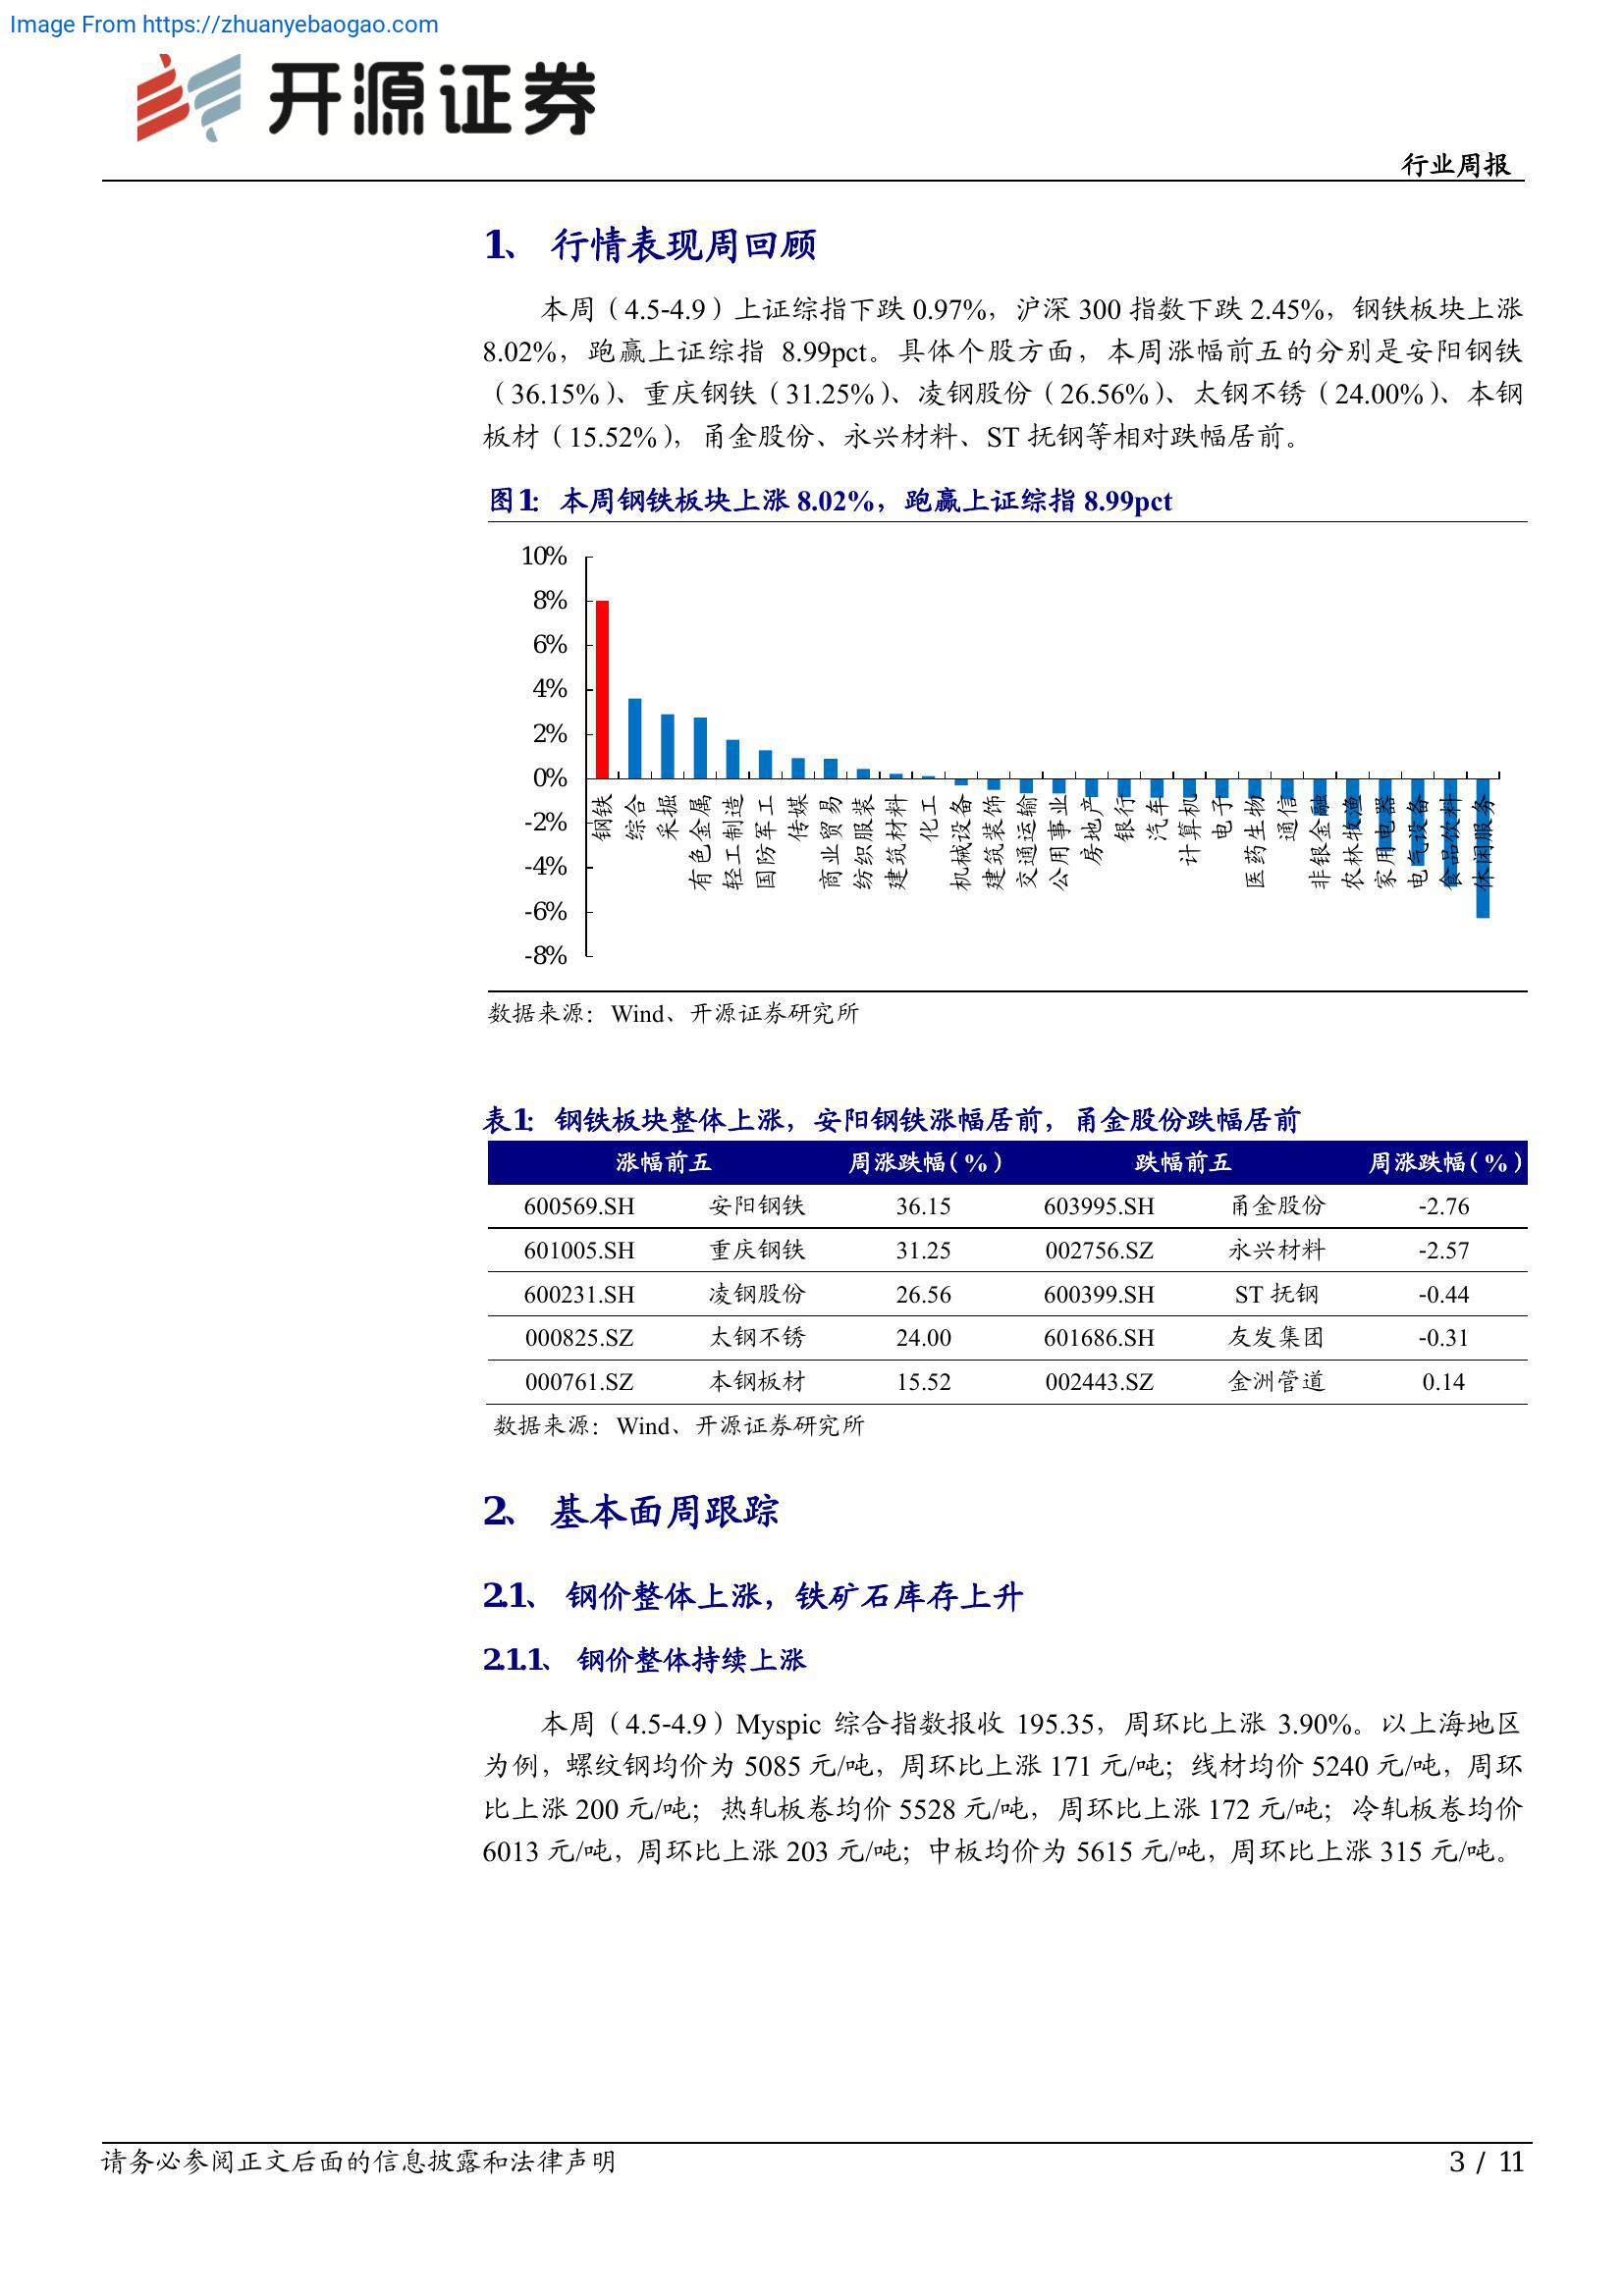 Image From https://zhuanyebaogao.com
开源证券
行业周报
1、 行情表现周回顾
本周（4.5-4.9）上证综指下跌 0.97%，沪深 300 指数下跌 2.45%，钢铁板块上涨
8.02%，跑赢上证综指 8.99pct。具体个股方面，本周涨幅前五的分别是安阳钢铁
（36.15%）、重庆钢铁（31.25%）、凌钢股份（26.56%）、太钢不锈（24.00%）、本钢
板材（15.52%），甬金股份、永兴材料、ST 抚钢等相对跌幅居前。
图1：本周钢铁板块上涨 8.02%，跑赢上证综指 8.99pct
10%
8%
6%
4%
2%
0%
-2%
-4%
-6%
-8%
钢铁
综合
采掘
有色金属
轻工制造
国防军工
传媒
商业贸易
纺织服装
建筑材料
化工
机械设备
建筑装饰
交通运输
公用事业
房地产
银行
汽车
计算机
电子
医药生物
通信
非银金融
农林牧渔
家用电器
电气设备
食品饮料
休闲服务
数据来源：Wind、开源证券研究所
表1：钢铁板块整体上涨，安阳钢铁涨幅居前，甬金股份跌幅居前
涨幅前五 周涨跌幅（%） 跌幅前五 周涨跌幅（%）
600569.SH 安阳钢铁 36.15 603995.SH 甬金股份 -2.76
601005.SH 重庆钢铁 31.25 002756.SZ 永兴材料 -2.57
600231.SH 凌钢股份 26.56 600399.SH ST 抚钢 -0.44
000825.SZ 太钢不锈 24.00 601686.SH 友发集团 -0.31
000761.SZ 本钢板材 15.52 002443.SZ 金洲管道 0.14
数据来源：Wind、开源证券研究所
2、 基本面周跟踪
2.1、 钢价整体上涨，铁矿石库存上升
2.1.1、 钢价整体持续上涨
本周（4.5-4.9）Myspic 综合指数报收 195.35，周环比上涨 3.90%。以上海地区
为例，螺纹钢均价为 5085 元/吨，周环比上涨 171 元/吨；线材均价 5240 元/吨，周环
比上涨 200 元/吨；热轧板卷均价 5528 元/吨，周环比上涨 172 元/吨；冷轧板卷均价
6013 元/吨，周环比上涨 203 元/吨；中板均价为 5615 元/吨，周环比上涨 315 元/吨。
请务必参阅正文后面的信息披露和法律声明
3 / 11